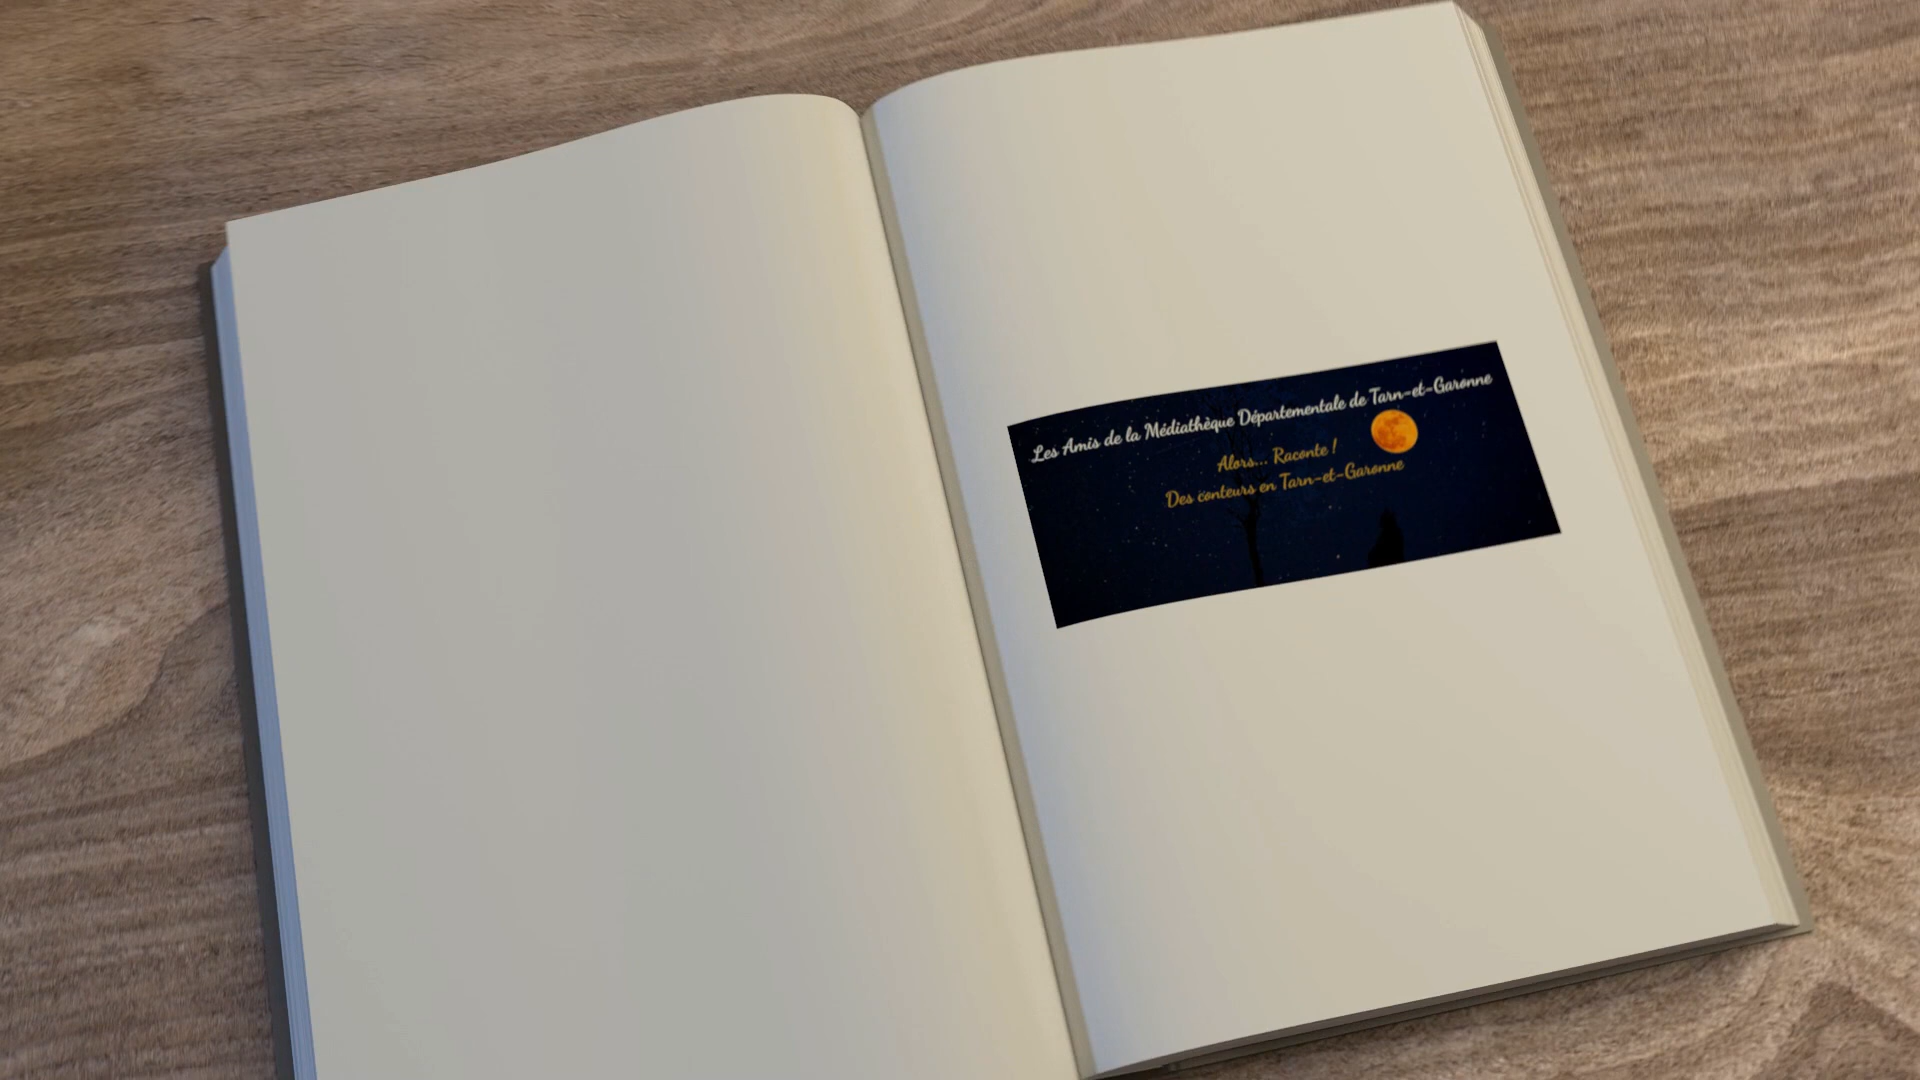 Les Amis de la Médiathèque Départementale de Tarn-et-Garonne
Alors... Raconte !
Des conteurs en Tarn-et-Garonne